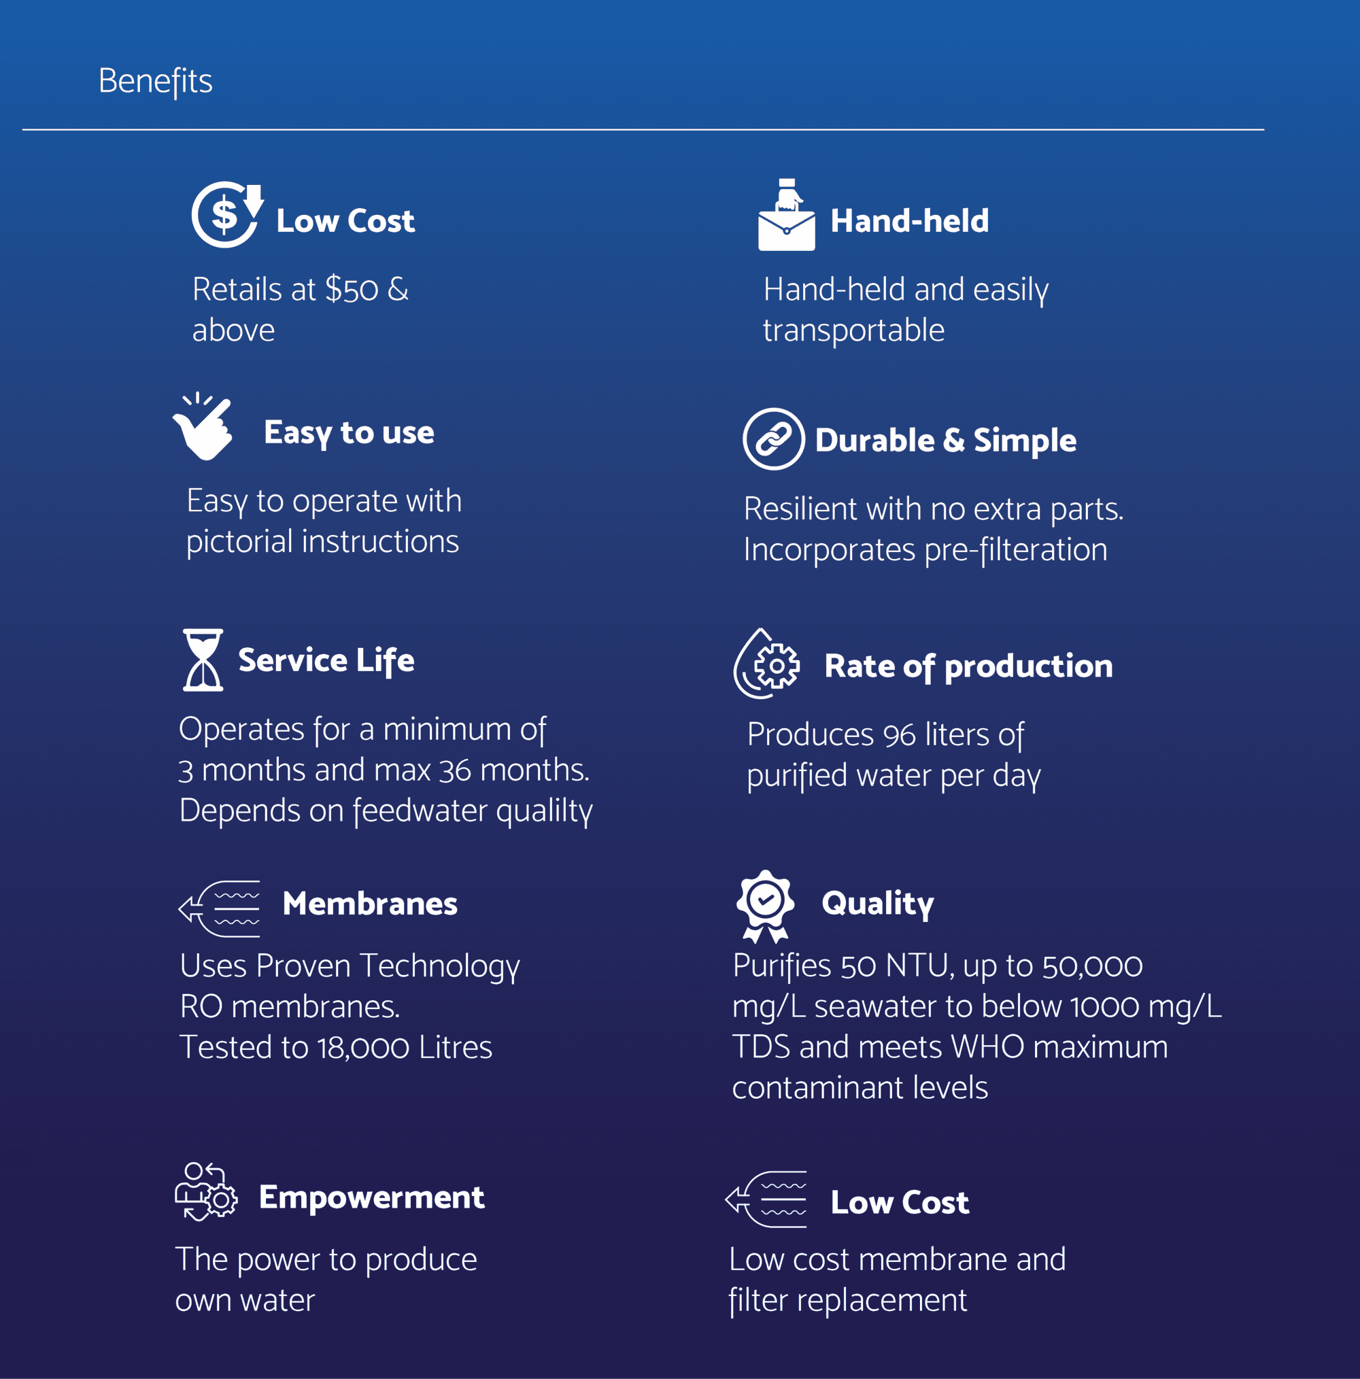 Benefits
Low Cost
Retails at $50 &
above
Hand-held
Hand-held and easily
transportable
Easy to use
Easy to operate with
pictorial instructions
Durable & Simple
Resilient with no extra parts.
Incorporates pre-filteration
Service Life
Operates for a minimum of
3 months and max 36 months.
Depends on feedwater qualilty
Rate of production
Produces 96 liters of
purified water per day
Membranes
Uses Proven Technology
RO membranes.
Tested to 18,000 Litres
Quality
Purifies 50 NTU, up to 50,000
mg/L seawater to below 1000 mg/L
TDS and meets WHO maximum
contaminant levels
Empowerment
The power to produce
own water
Low Cost
Low cost membrane and
filter replacement